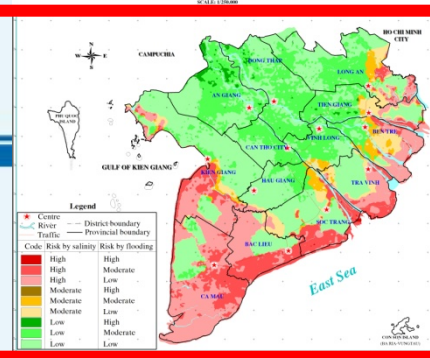 SCALE: 1/250.000
HO CHI MINH
CITY
N
W
E
S
CAMPUCHIA
DONG THAP
LONG AN
AN GIANG
TIEN GIANG
PHU QUOC
ISLAND
BEN TRE
VINH LONG
CAN THO CITY
GULF OF KIEN GIANG
KIEN GIANG
HAU GIANG
TRA VINH
SOC TRANG
BAC LIEU
East Sea
CA MAU
Legend
Centre
River
Traffic
District boundary
Provincial boundary
Code Risk by salinity Risk by flooding
High High
High Moderate
High Low
Moderate High
Moderate Moderate
Moderate Low
Low High
Low Moderate
Low Low
CON SON ISLAND
(BA RIA-VUNGTAU)